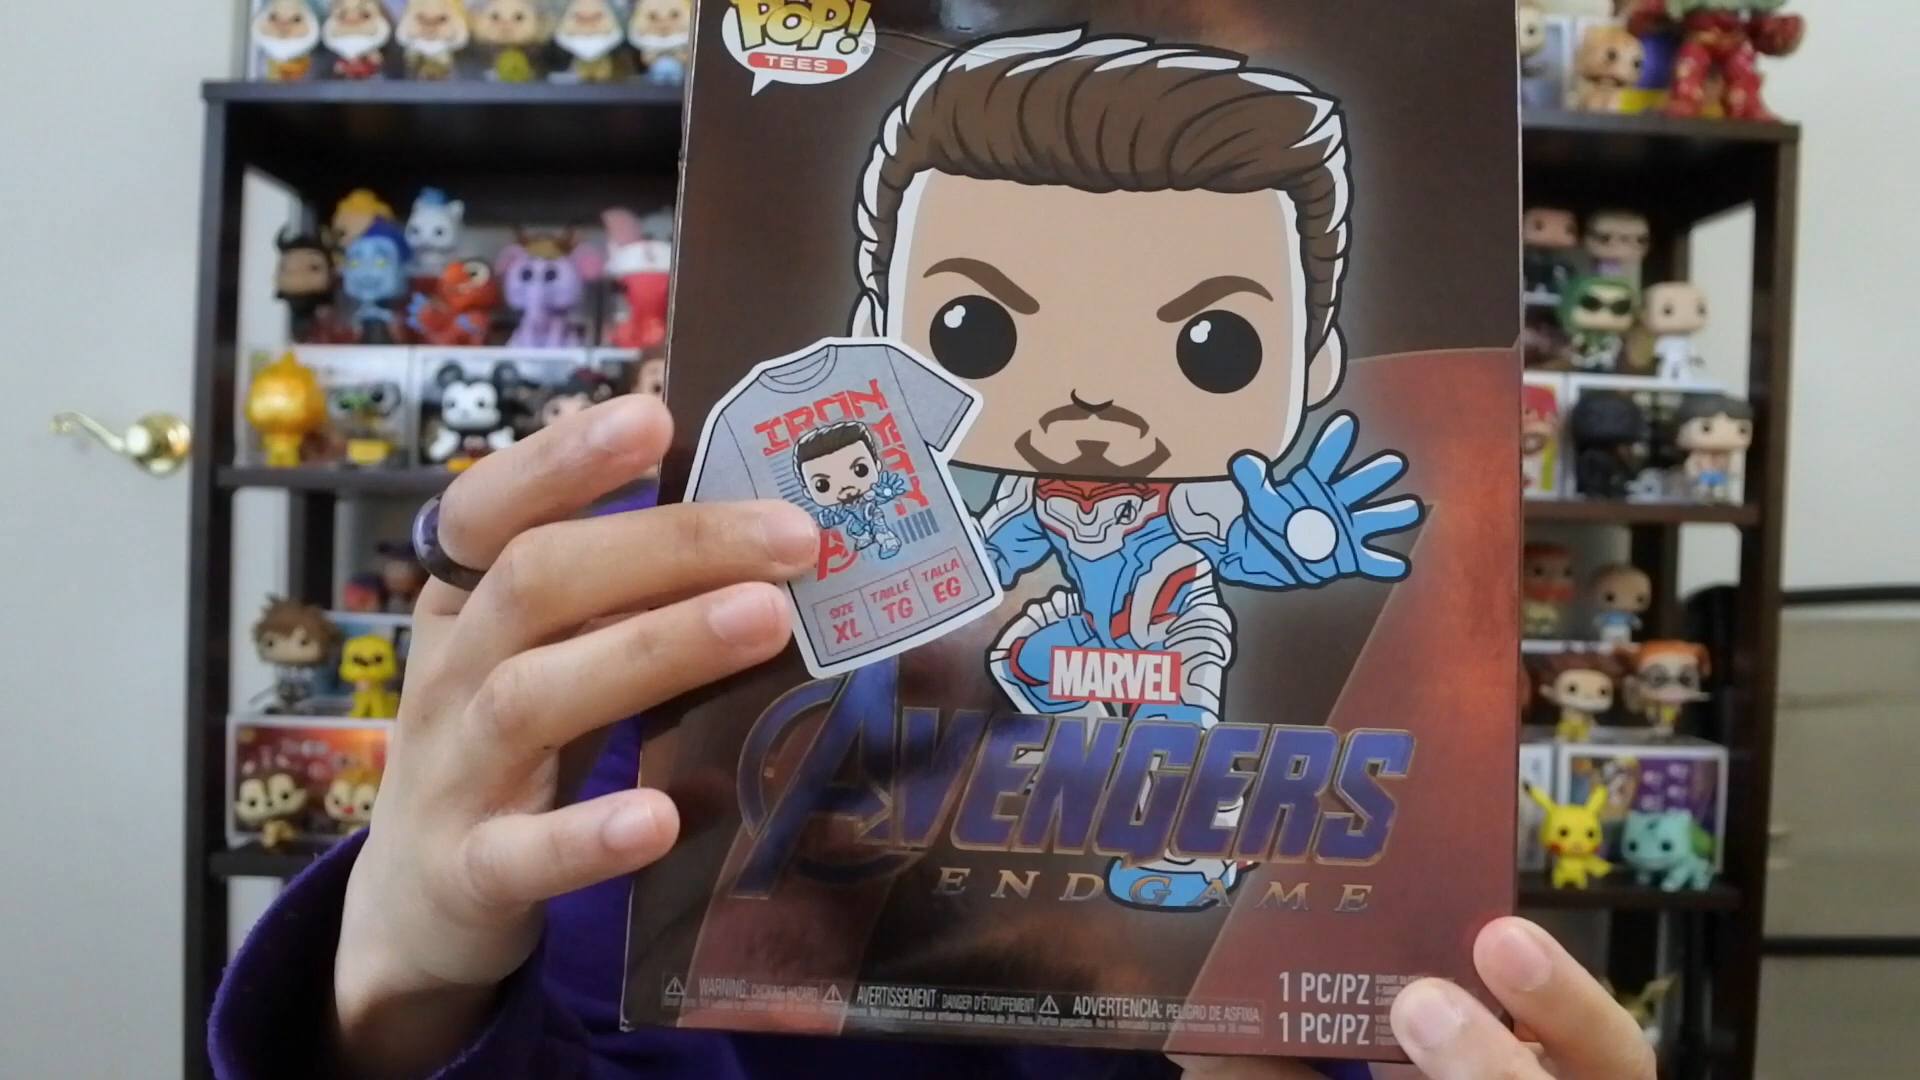 POP!
TEES
IRON
SIZE
XL
TAILLE
TG
TALLA
EG
MARVEL
AVENGERS
ENDGAME
WARNING: CHOKING HAZARD
AVERTISSEMENT: DANGER D'ÉTOUFFEMENT
ADVERTENCIA: PELIGRO DE ASFIXIA.
1 PC/PZ
1 PC/PZ